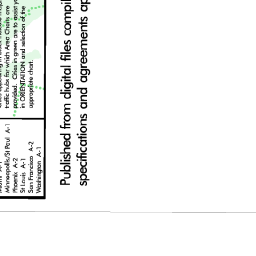 traffic hubs for which Area Charts are
provided. Cities in green are to assist y
in ORIENTATION and selection of the
appropriate chart.
Minneapolis/St Paul A-1
Phoenix A-2
St Louis A-1
San Francisco A-2
Washington A-1
Published from digital files compil
specifications and agreements ap